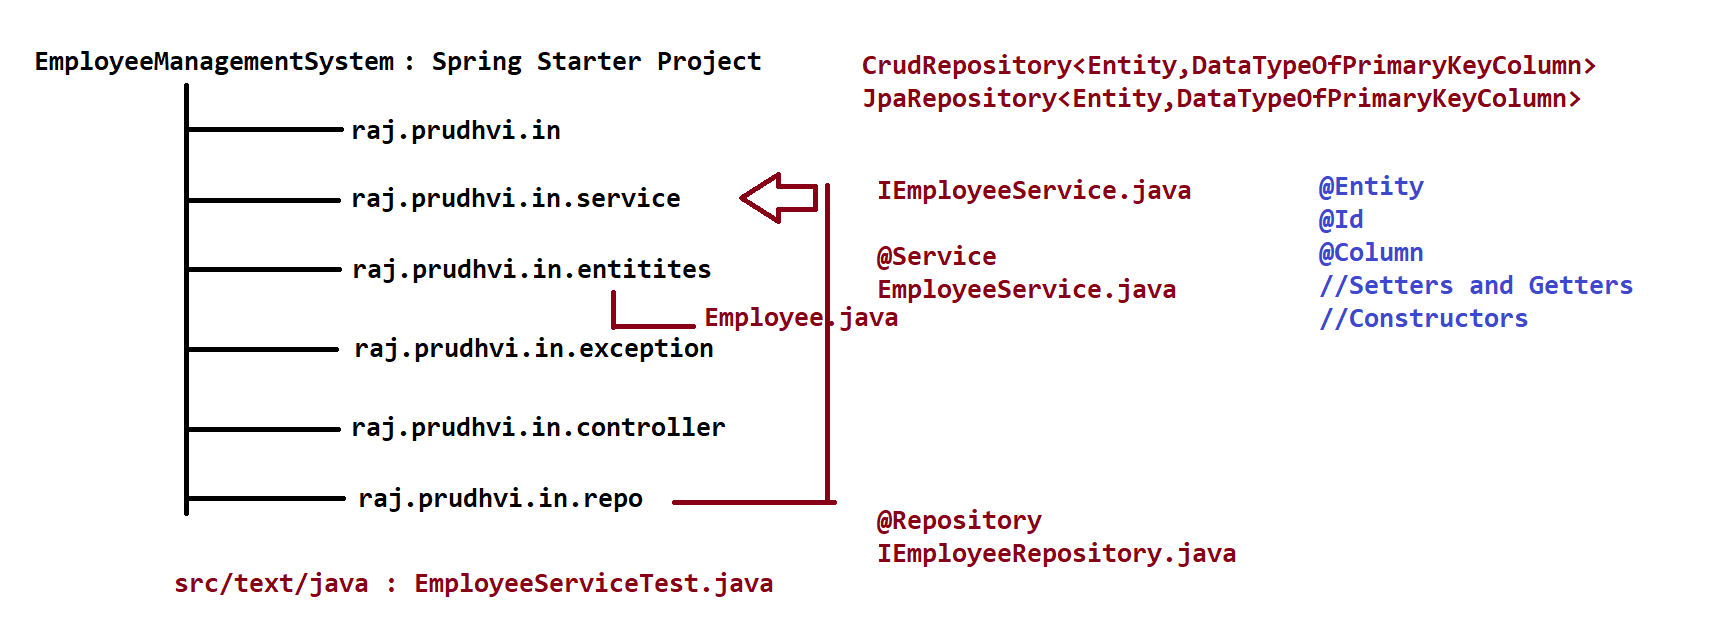 EmployeeManagementSystem : Spring Starter Project
raj.prudhvi.in
raj.prudhvi.in.service
raj.prudhvi.in.entitites
Employee.java
raj.prudhvi.in.exception
raj.prudhvi.in.controller
raj.prudhvi.in.repo
src/text/java : EmployeeServiceTest.java
CrudRepository<Entity,DataTypeOfPrimaryKeyColumn>
JpaRepository<Entity,DataTypeOfPrimaryKeyColumn>
IEmployeeService.java
@Service
EmployeeService.java
@Repository
IEmployeeRepository.java
@Entity
@Id
@Column
//Setters and Getters
//Constructors